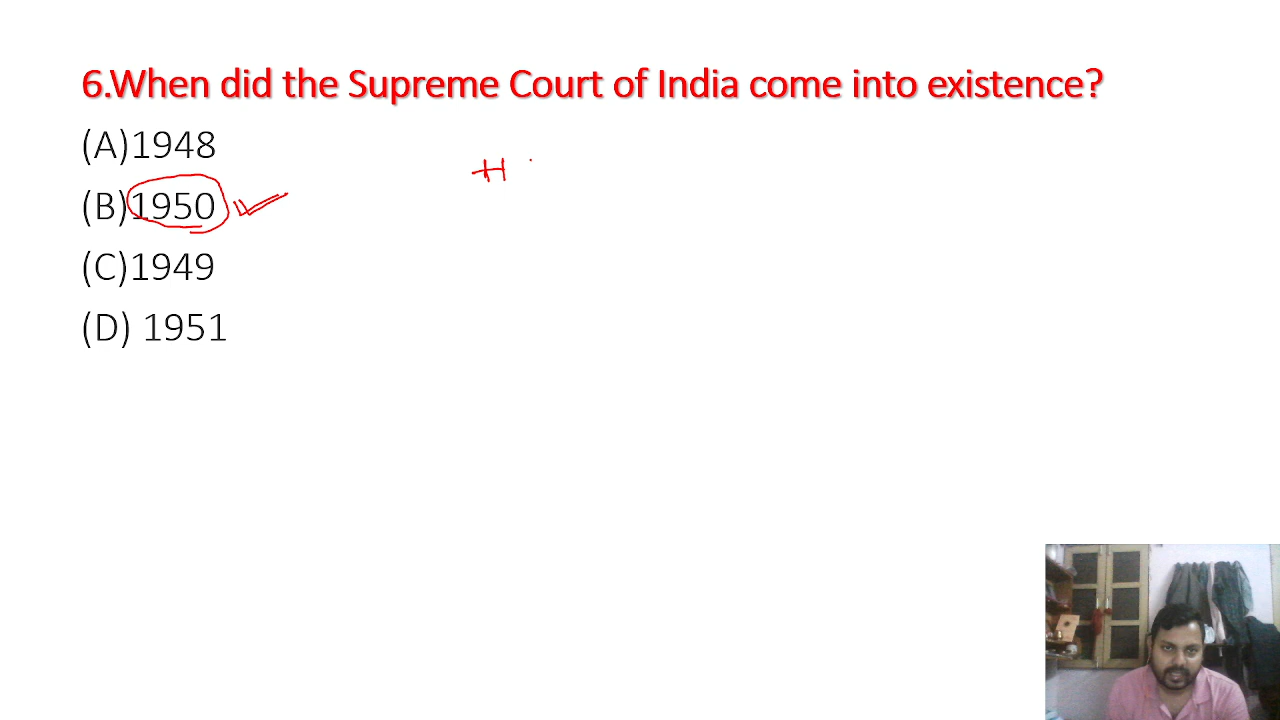 6.When did the Supreme Court of India come into existence?
(A)1948
H
(B)1950
(C)1949
(D) 1951